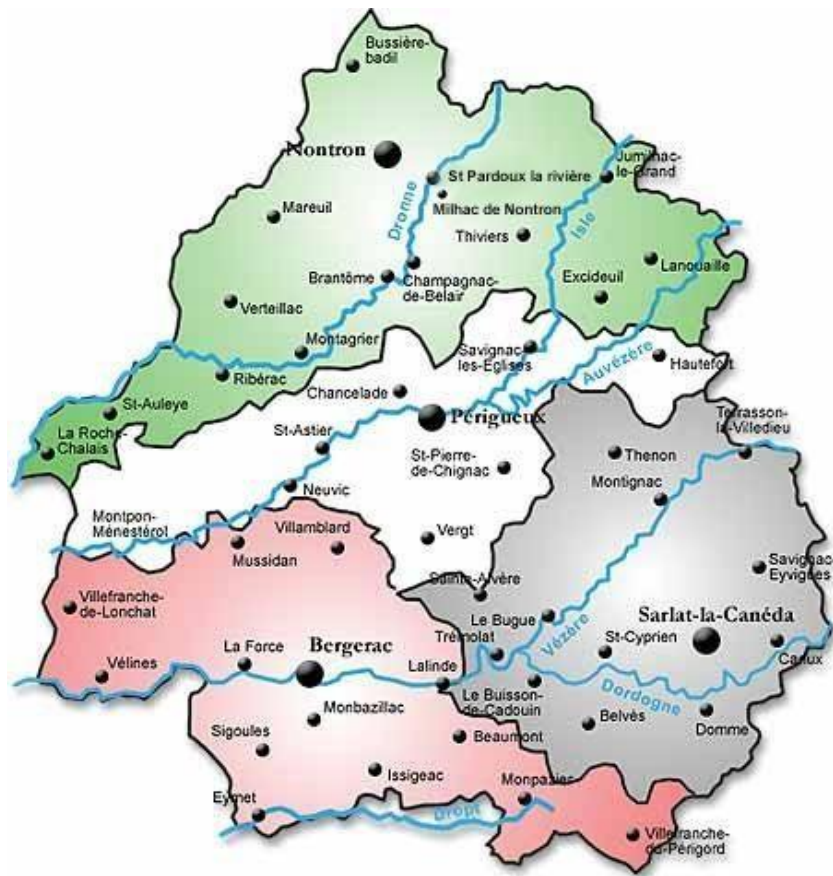 Bussière-
badil
Nontron
St Pardoux la rivière
Jumilhac-
le-Grand
Milhac de Nontron
Mareuil
Dronne
Thiviers
Isle
Lanouaille
Brantôme
Champagnac-
de-Belair
Excideuil
Verteillac
Montagrier
Savignac-
les-Eglises
Auvézère
Hautefort
Ribérac
Chancelade
St-Auleye
Périgueux
Terrasson-
la-Villedieu
La Roche-
Chalais
St-Astier
St-Pierre-
de-Chignac
Thenon
Montignac
Neuvic
Montpon-
Ménestérol
Villamblard
Vergt
Mussidan
Savignac-
Eyvigues
Sainte-Alvère
Villefranche-
de-Lonchat
Le Bugue
Sarlat-la-Canéda
Trémolat
Vézère
St-Cyprien
La Force
Bergerac
Carlux
Vélines
Lalinde
Le Buisson-
de-Cadouin
Dordogne
Monbazillac
Belvès
Domme
Sigoules
Beaumont
Issigeac
Monpazier
Eymet
Dropt
Villefranche-
du-Périgord